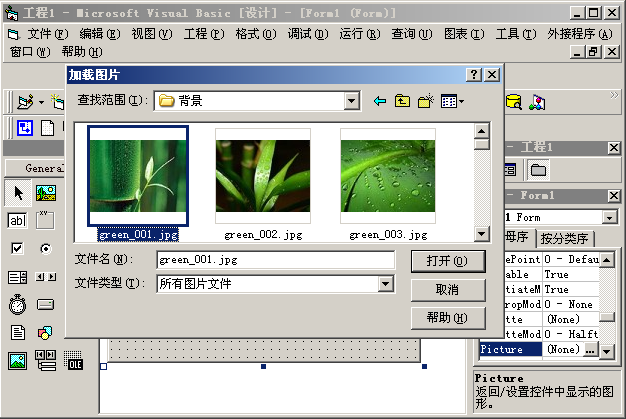 工程1 - Microsoft Visual Basic [设计] - [Form1 (Form)]
文件(F) 编辑(E) 视图(V) 工程(P) 格式(O) 调试(D) 运行(R) 查询(U) 图表(I) 工具(T) 外接程序(A)
窗口(W) 帮助(H)
加载图片
查找范围(I): 背景
General
- 工程1
- Form1
1 Form
母序 按分类序
green_001.jpg green_002.jpg green_003.jpg
文件名(N): green_001.jpg 打开(O)
文件类型(T): 所有图片文件 取消
帮助(H)
ab
xv
ePoint 0 - Defau
able True
tiateM True
ropMod 0 - None
tte (None)
tteMod 0 - Halft
Picture (None) ...
OLE
Picture
返回/设置控件中显示的图
形。